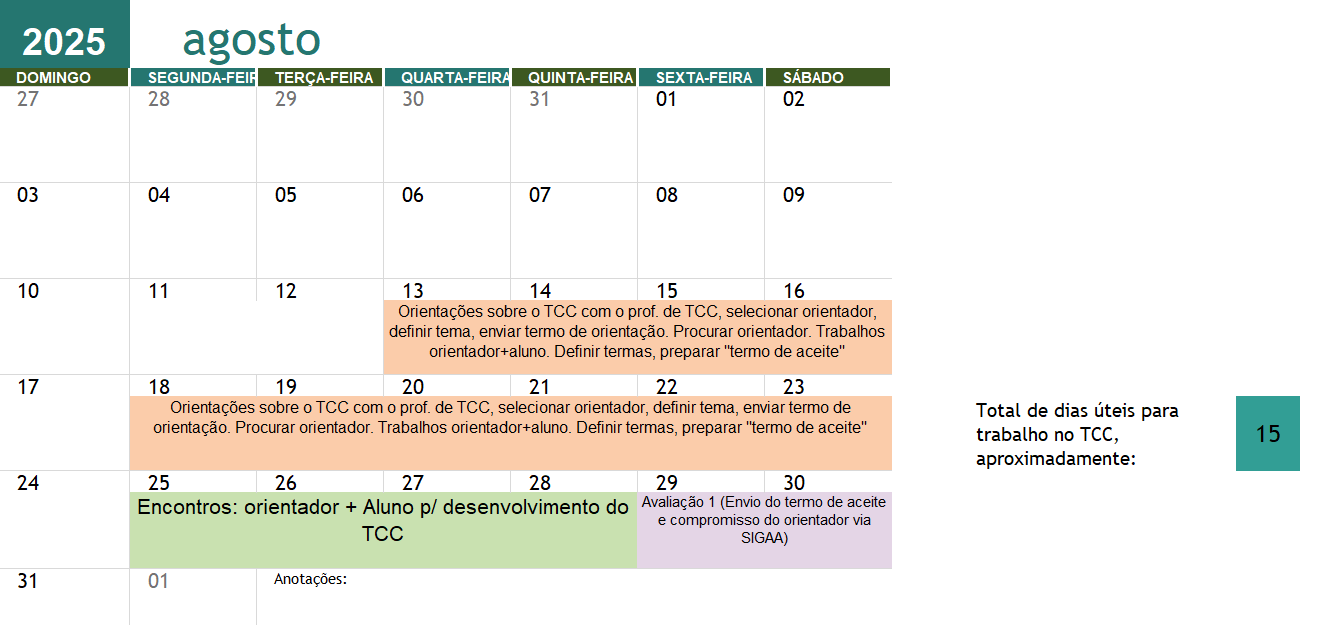 2025 agosto
DOMINGO SEGUNDA-FEIR TERÇA-FEIRA QUARTA-FEIRA QUINTA-FEIRA SEXTA-FEIRA SÁBADO
27 28 29 30 31 01 02
03 04 05 06 07 08 09
10 11 12 13 14 15 16
Orientações sobre o TCC com o prof. de TCC, selecionar orientador,
definir tema, enviar termo de orientação. Procurar orientador. Trabalhos
orientador+aluno. Definir termas, preparar "termo de aceite"
17 18 19 20 21 22 23
Orientações sobre o TCC com o prof. de TCC, selecionar orientador, definir tema, enviar termo de
orientação. Procurar orientador. Trabalhos orientador+aluno. Definir termas, preparar "termo de aceite"
Total de dias úteis para
trabalho no TCC,
aproximadamente:
15
24 25 26 27 28 29 30
Encontros: orientador + Aluno p/ desenvolvimento do
TCC
Avaliação 1 (Envio do termo de aceite
e compromisso do orientador via
SIGAA)
31 01 Anotações: